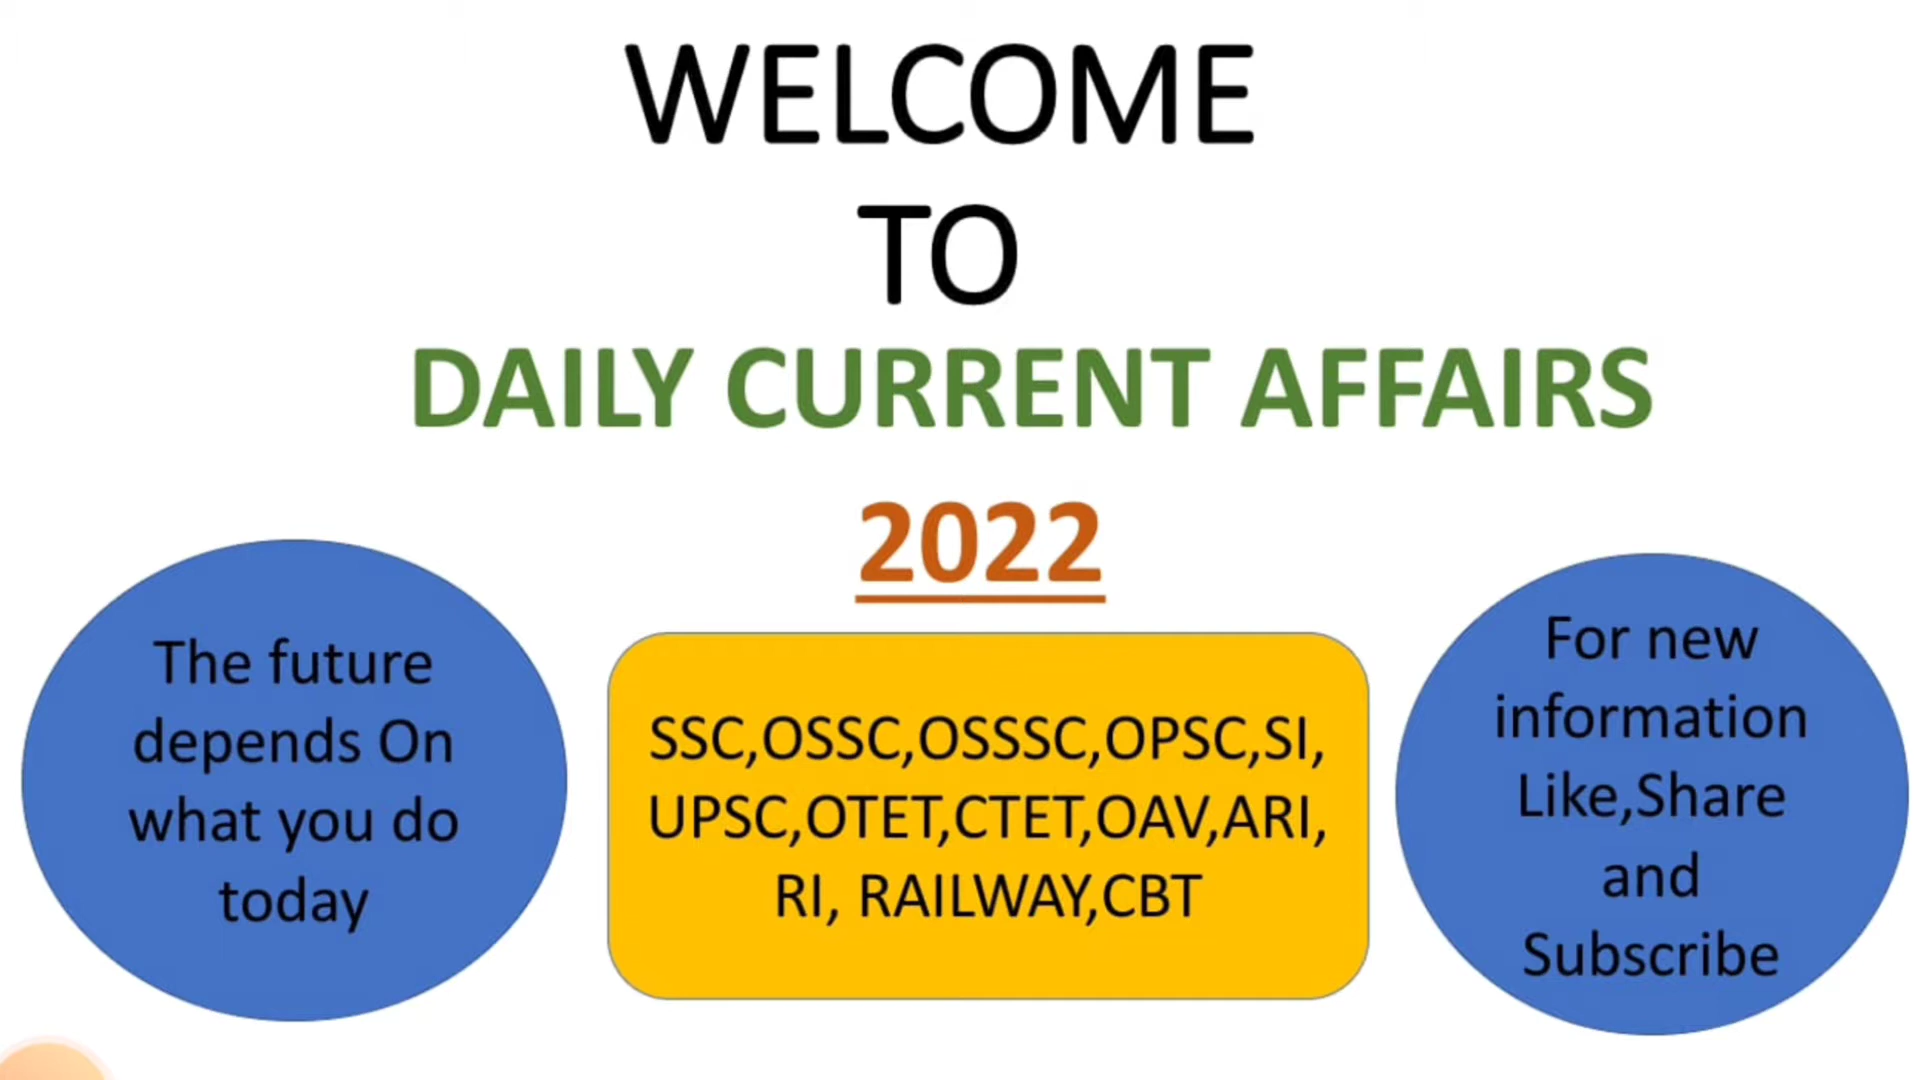 WELCOME
TO
DAILY CURRENT AFFAIRS
2022
The future
depends On
what you do
today
SSC,OSSC,OSSSC,OPSC,SI,
UPSC,OTET,CTET,OAV,ARI,
RI, RAILWAY,CBT
For new
information
Like,Share
and
Subscribe